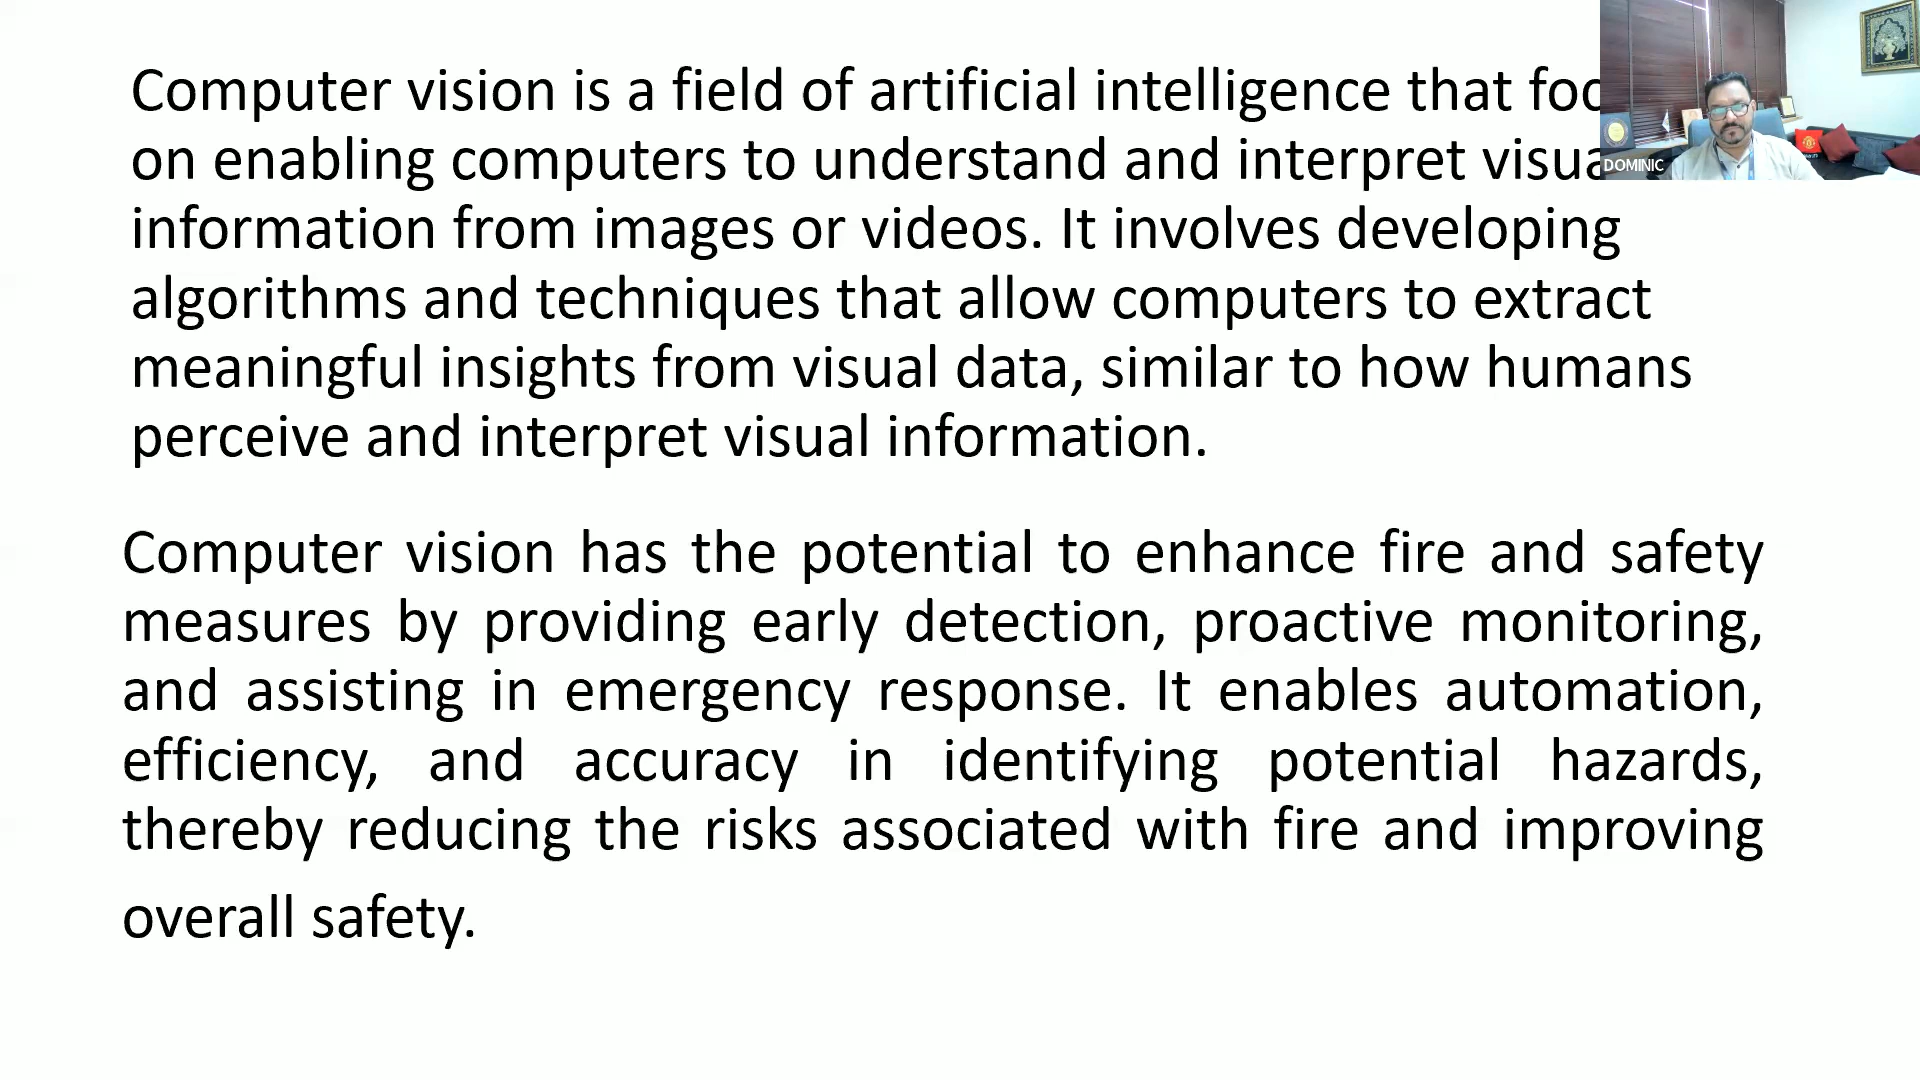 Computer vision is a field of artificial intelligence that
on enabling computers to understand and interpret
information from images or videos. It involves developing
algorithms and techniques that allow computers to extract
meaningful insights from visual data, similar to how humans
perceive and interpret visual information.
Computer vision has the potential to enhance fire and safety
measures by providing early detection, proactive monitoring,
and assisting in emergency response. It enables automation,
efficiency, and accuracy in identifying potential hazards,
thereby reducing the risks associated with fire and improving
overall safety.
DOMINIC